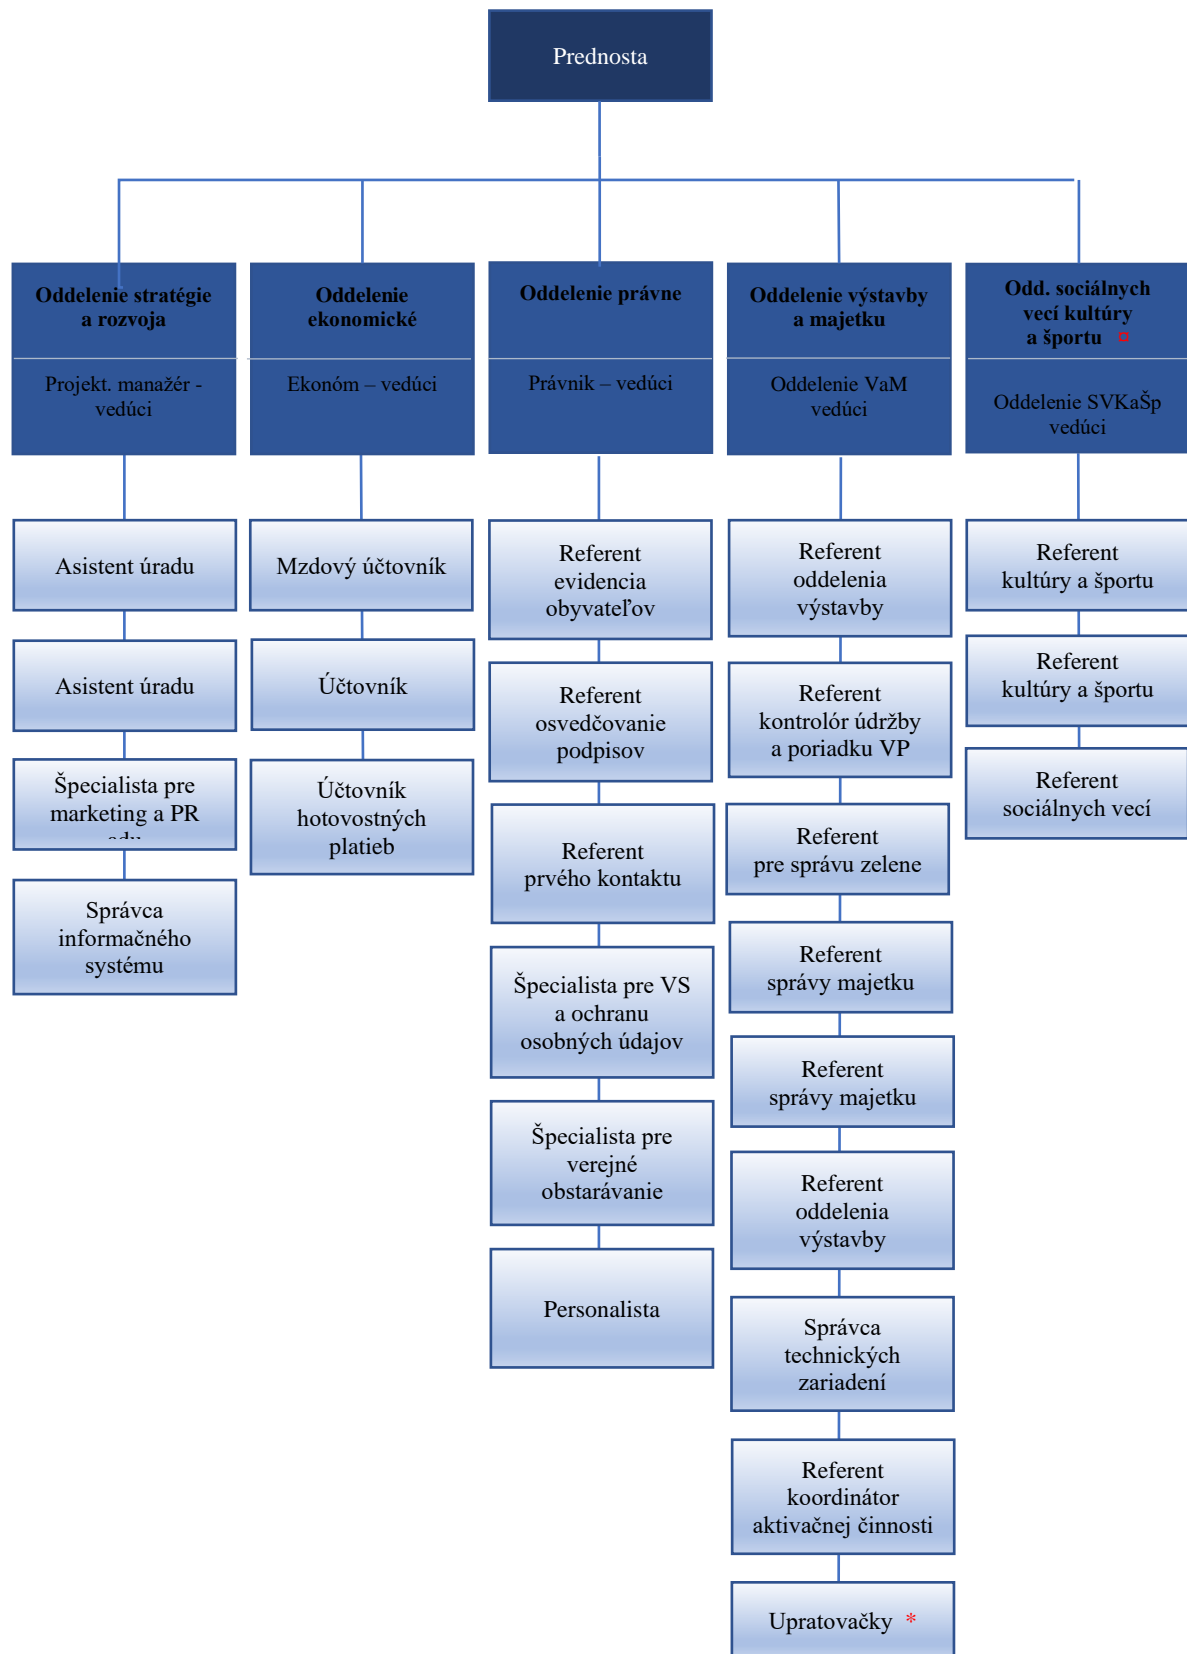 Prednosta
Oddelenie stratégie
a rozvoja
Projekt. manažér -
vedúci
Oddelenie
ekonomické
Ekonóm – vedúci
Oddelenie právne
Právnik – vedúci
Oddelenie výstavby
a majetku
Oddelenie VaM
vedúci
Odd. sociálnych
vecí kultúry
a športu ¤
Oddelenie SVKaŠp
vedúci
Asistent úradu
Asistent úradu
Špecialista pre
marketing a PR
Správca
informačného
systému
Mzdový účtovník
Účtovník
Účtovník
hotovostných
platieb
Referent
evidencia
obyvateľov
Referent
osvedčovanie
podpisov
Referent
prvého kontaktu
Špecialista pre VS
a ochranu
osobných údajov
Špecialista pre
verejné
obstarávanie
Personalista
Referent
oddelenia
výstavby
Referent
kontrolór údržby
a poriadku VP
Referent
pre správu zelene
Referent
správy majetku
Referent
správy majetku
Referent
oddelenia
výstavby
Správca
technických
zariadení
Referent
koordinátor
aktivačnej činnosti
Upratovačky *
Referent
kultúry a športu
Referent
kultúry a športu
Referent
sociálnych vecí